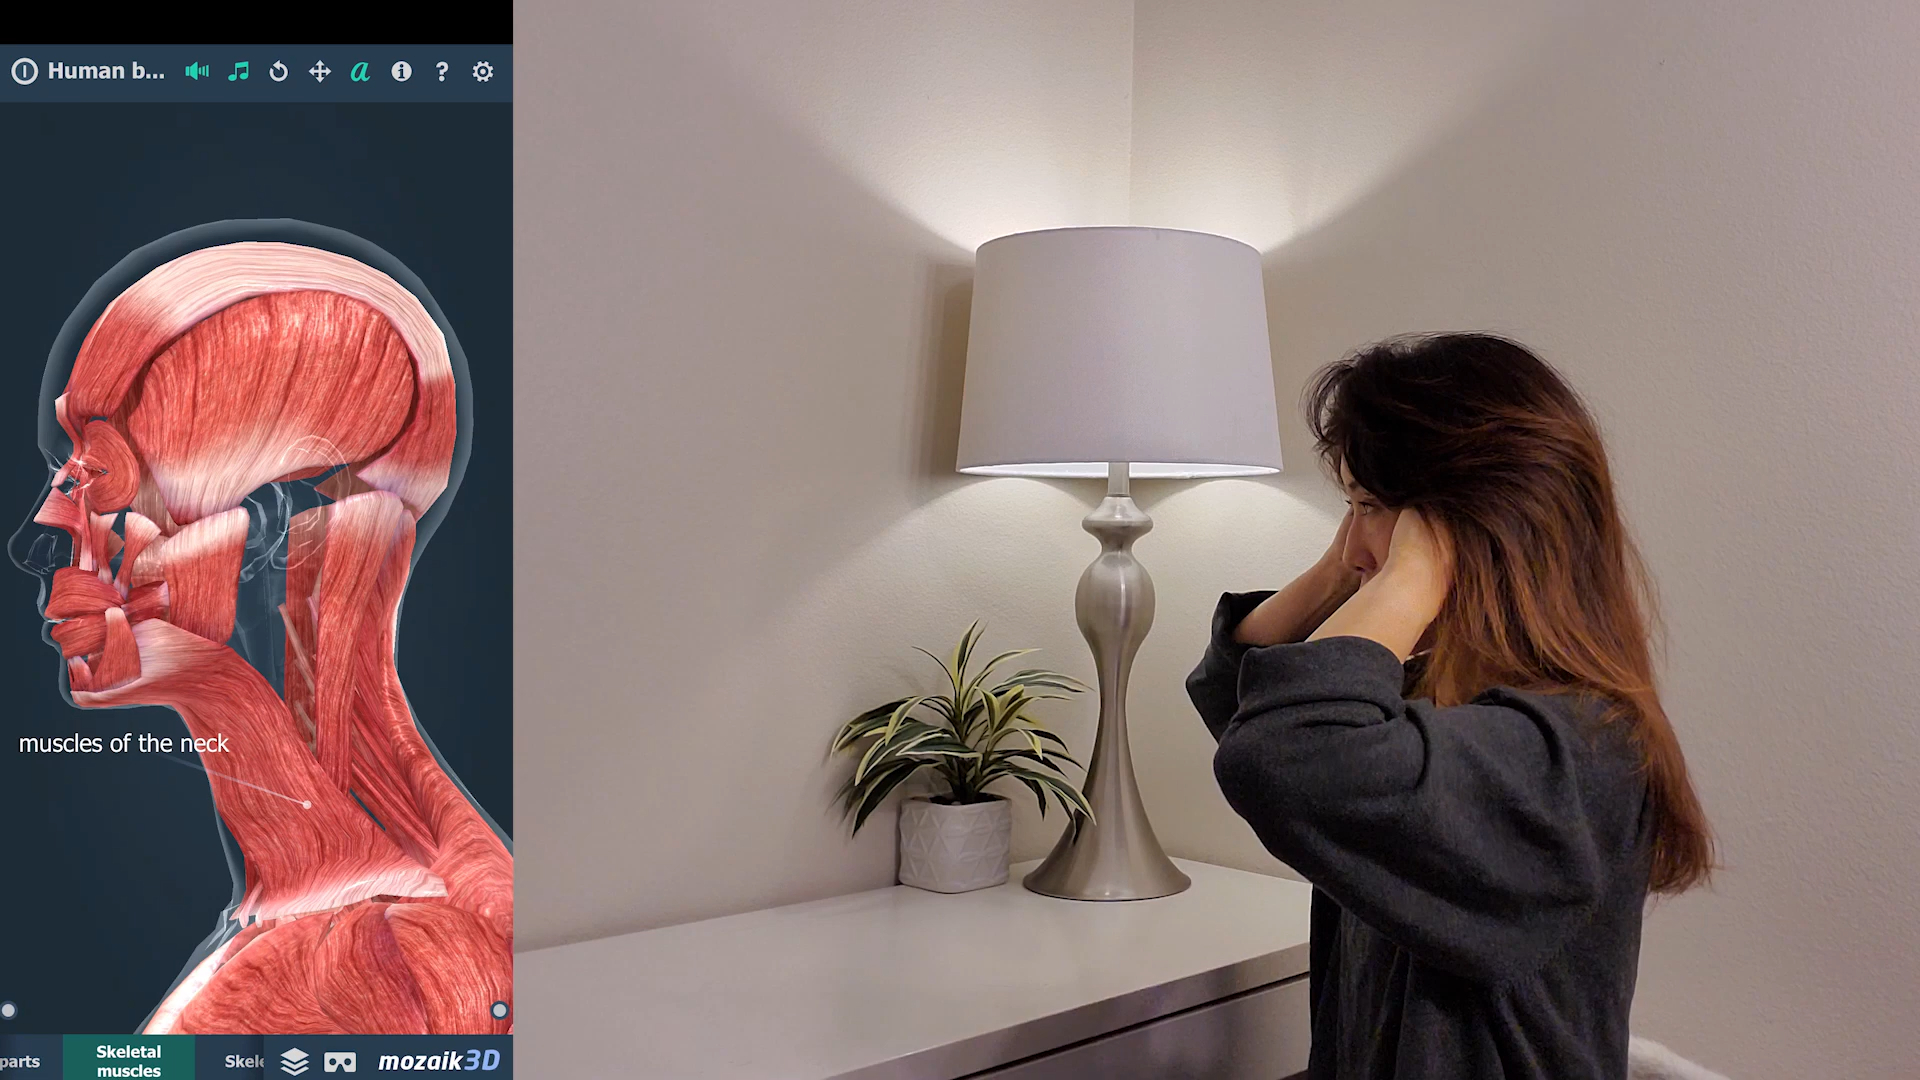 Human b...
a
?
muscles of the neck
parts
Skeletal
muscles
Skele
mozaik3D